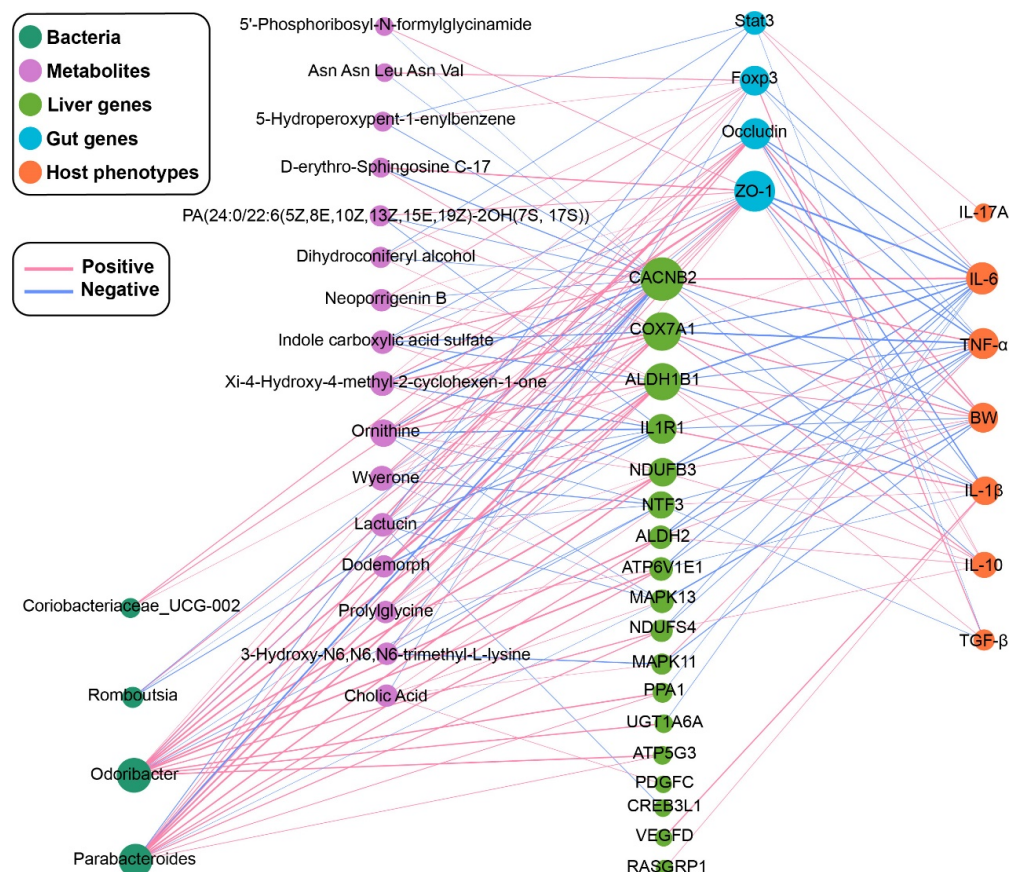 Bacteria
Metabolites
Liver genes
Gut genes
Host phenotypes
Positive
Negative
5'-Phosphoribosyl-N-formylglycinamide
Asn Asn Leu Asn Val
5-Hydroperoxypent-1-enylbenzene
D-erythro-Sphingosine C-17
PA(24:0/22:6(5Z,8E,10Z,13Z,15E,19Z)-2OH(7S, 17S))
Dihydroconiferyl alcohol
Neoporrigenin B
Indole carboxylic acid sulfate
Xi-4-Hydroxy-4-methyl-2-cyclohexen-1-one
Ornithine
Wyerone
Lactucin
Dodemorph
Prolylglycine
3-Hydroxy-N6,N6,N6-trimethyl-L-lysine
Cholic Acid
Coriobacteriaceae_UCG-002
Romboutsia
Odoribacter
Parabacteroides
Stat3
Foxp3
Occludin
ZO-1
CACNB2
COX7A1
ALDH1B1
IL1R1
NDUFB3
NTF3
ALDH2
ATP6V1E1
MAPK13
NDUFS4
MAPK11
PPA1
UGT1A6A
ATP5G3
PDGFC
CREB3L1
VEGFD
RASGRP1
IL-17A
IL-6
TNF-α
BW
IL-1β
IL-10
TGF-β